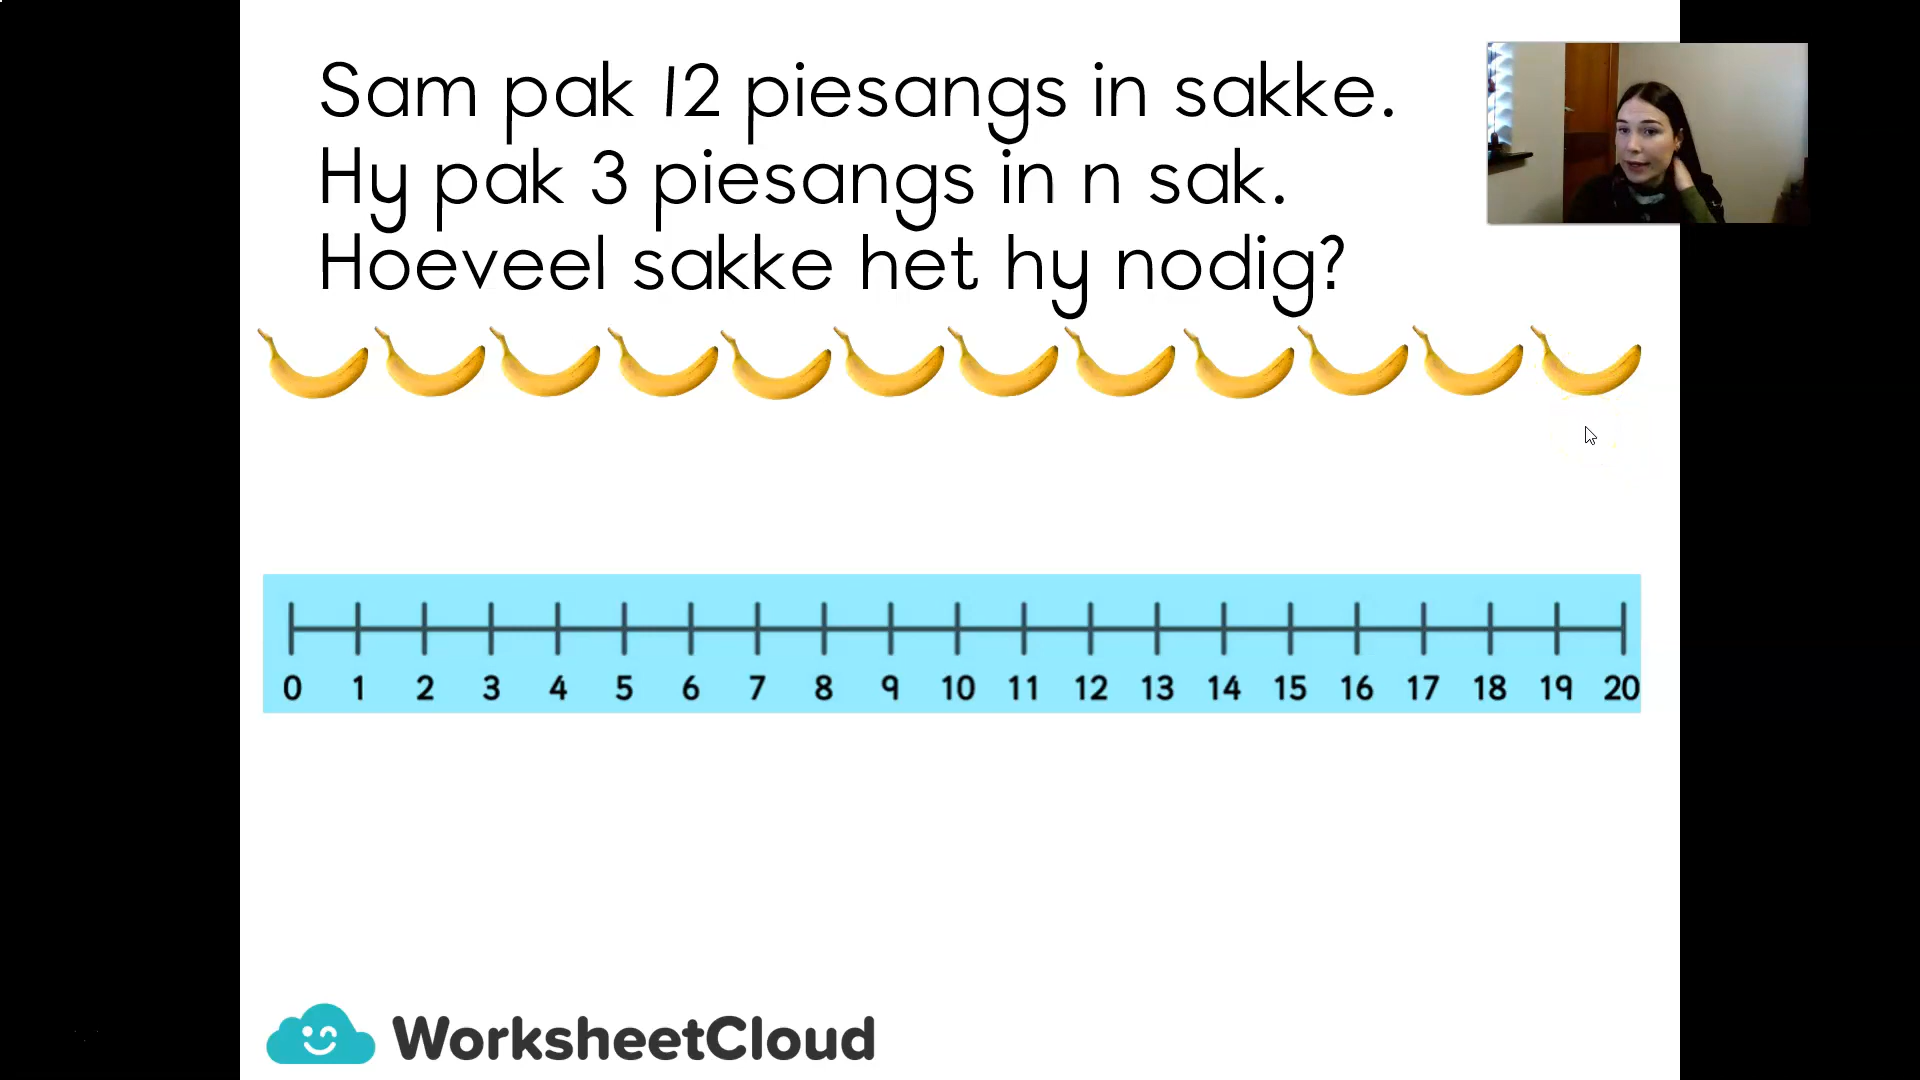 Sam pak 12 piesangs in sakke.
Hy pak 3 piesangs in n sak.
Hoeveel sakke het hy nodig?
0 1 2 3 4 5 6 7 8 9 10 11 12 13 14 15 16 17 18 19 20
WorksheetCloud